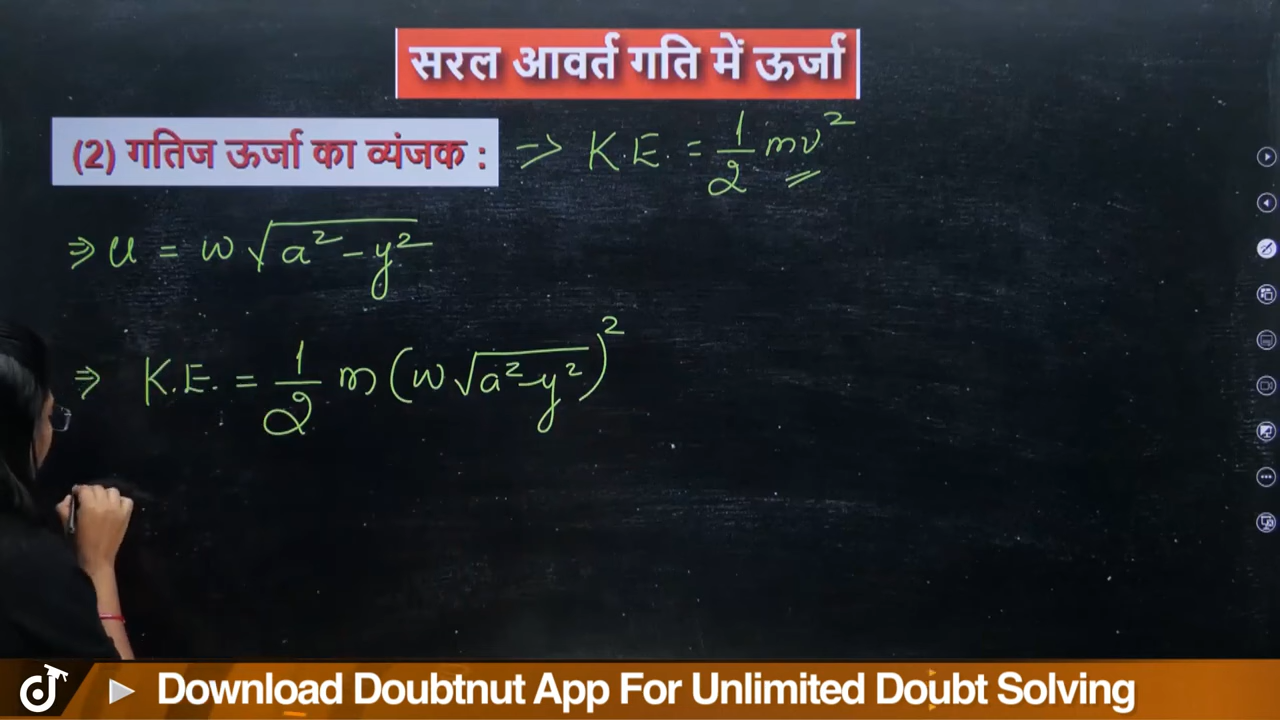 सरल आवर्त गति में ऊर्जा
(2) गतिज ऊर्जा का व्यंजक : → K.E. = 1/2 mv²
⇒ u = ω√(a² - y²)
⇒ K.E. = 1/2 m(ω√(a² - y²))²
Download Doubtnut App For Unlimited Doubt Solving